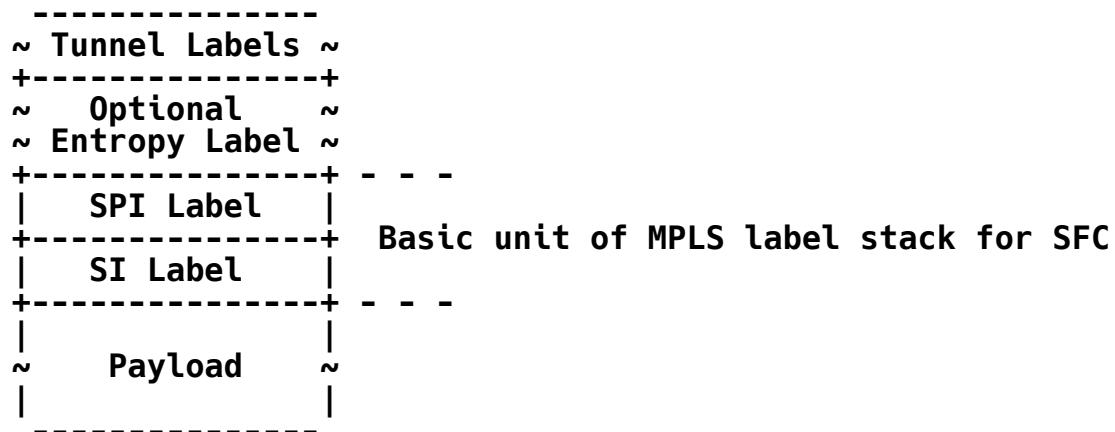 ---------------
~ Tunnel Labels ~
+---------------+
~   Optional    ~
~ Entropy Label ~
+---------------+ - - -
|   SPI Label   |
+---------------+  Basic unit of MPLS label stack for SFC
|   SI Label    |
+---------------+ - - -
|               |
~    Payload    ~
|               |
 ---------------